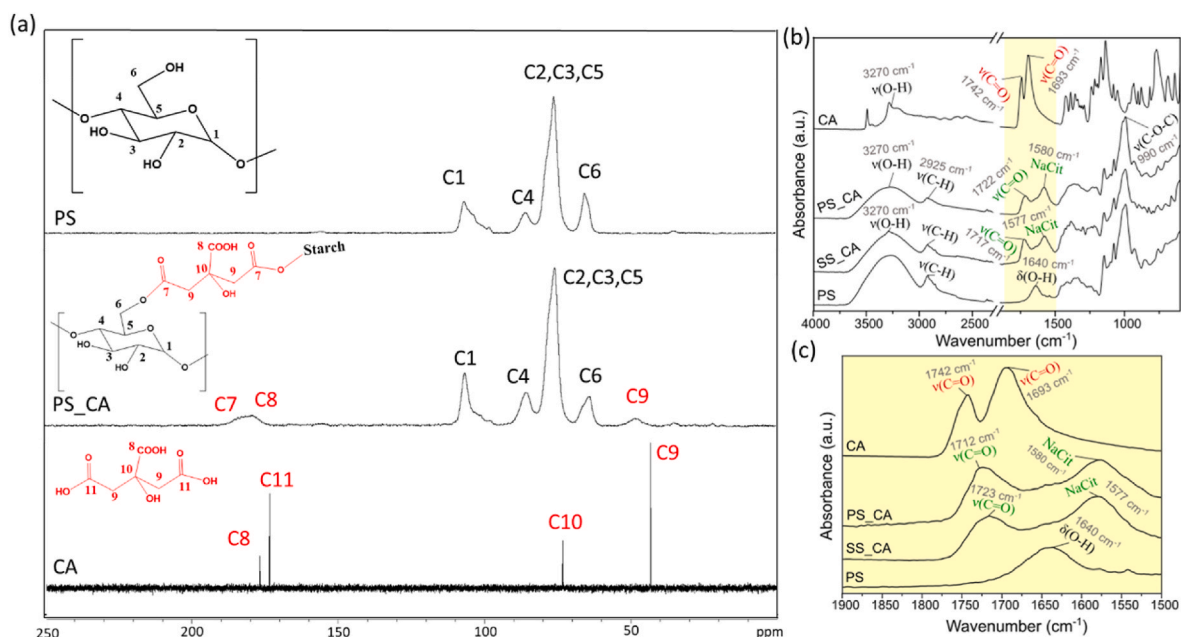 (a)
6
OH
4
5
O
1
HO
3
2
OH
O
PS
C1
C4
C2,C3,C5
C6
8 COOH
O
10
9
O
7
O
Starch
O
7
9
OH
6
O
4
5
O
1
HO
3
2
OH
O
PS_CA
C7
C8
C1
C4
C2,C3,C5
C6
C9
8 COOH
O
10
9
O
HO
11
9
OH
11
OH
CA
C8
C11
C10
C9
250
200
150
100
50
ppm
(b)
Absorbance (a.u.)
3270 cm⁻¹
ν(O-H)
ν(C=O)
1742 cm⁻¹
ν(C=O)
1693 cm⁻¹
CA
3270 cm⁻¹
ν(O-H)
2925 cm⁻¹
ν(C-H)
1722 cm⁻¹
ν(C=O)
1580 cm⁻¹
NaCit
ν(C-O-C)
990 cm⁻¹
PS_CA
3270 cm⁻¹
ν(O-H)
ν(C-H)
ν(C=O)
1717 cm⁻¹
1577 cm⁻¹
NaCit
SS_CA
ν(C-H)
1640 cm⁻¹
δ(O-H)
PS
4000
3500
3000
2500
1500
1000
Wavenumber (cm⁻¹)
(c)
Absorbance (a.u.)
1742 cm⁻¹
ν(C=O)
ν(C=O)
1693 cm⁻¹
CA
1712 cm⁻¹
ν(C=O)
NaCit
1580 cm⁻¹
PS_CA
1723 cm⁻¹
ν(C=O)
NaCit
1577 cm⁻¹
SS_CA
1640 cm⁻¹
δ(O-H)
PS
1900
1850
1800
1750
1700
1650
1600
1550
1500
Wavenumber (cm⁻¹)